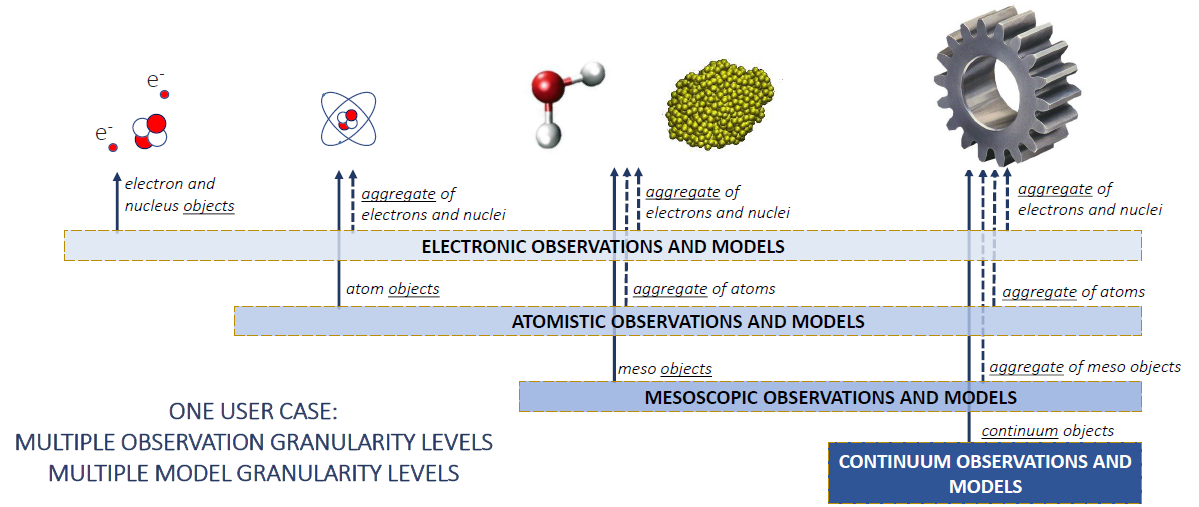 e-
e-
electron and
nucleus objects
aggregate of
electrons and nuclei
aggregate of
electrons and nuclei
aggregate of
electrons and nuclei
ELECTRONIC OBSERVATIONS AND MODELS
atom objects
aggregate of atoms
aggregate of atoms
ATOMISTIC OBSERVATIONS AND MODELS
meso objects
aggregate of meso objects
MESOSCOPIC OBSERVATIONS AND MODELS
ONE USER CASE:
MULTIPLE OBSERVATION GRANULARITY LEVELS
MULTIPLE MODEL GRANULARITY LEVELS
continuum objects
CONTINUUM OBSERVATIONS AND
MODELS